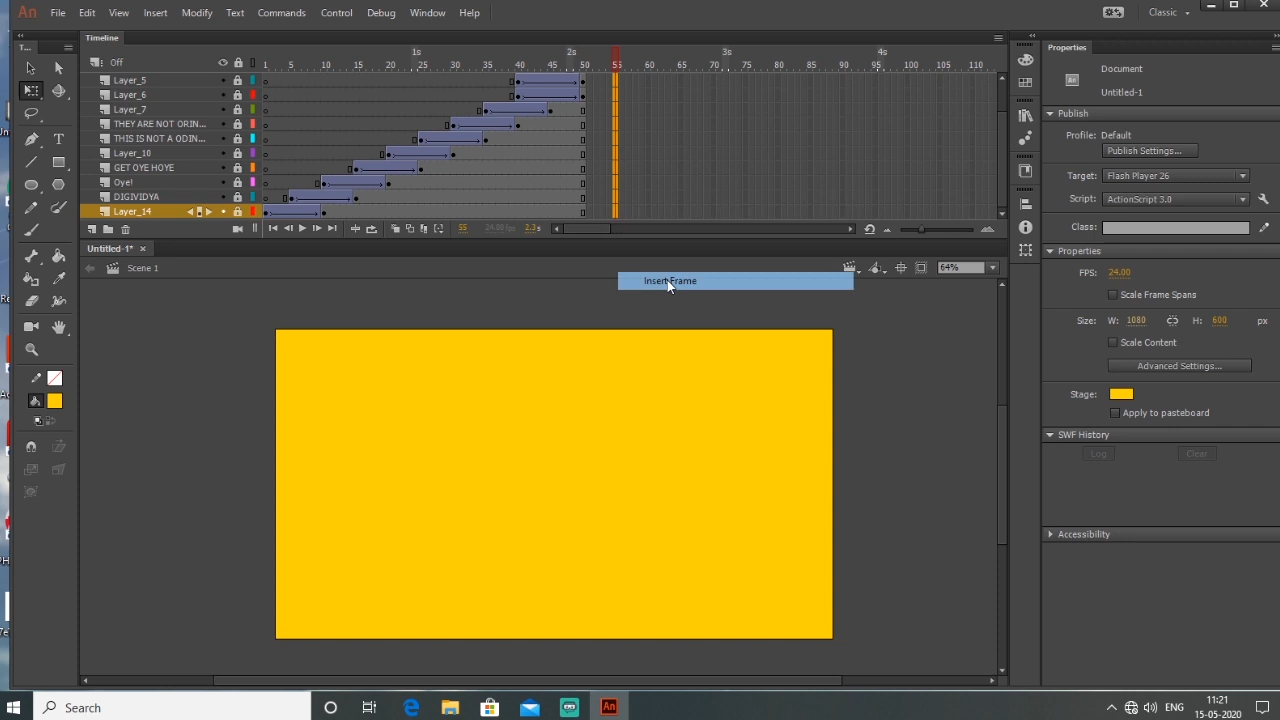 An File Edit View Insert Modify Text Commands Control Debug Window Help Classic
T... Timeline Properties
Off 1s 2s 3s 4s
1 5 10 15 20 25 30 35 40 45 50 55 60 65 70 75 80 85 90 95 100 105 110
Layer_5
Layer_6
Layer_7
THEY ARE NOT ORIN...
THIS IS NOT A ODIN...
Layer_10
GET OYE HOYE
Oye!
DIGIVIDYA
Layer_14
55 24.00 fps 2.3s
Untitled-1*
Scene 1 64%
Insert Frame
Document
Untitled-1
Publish
Profile: Default
Publish Settings...
Target: Flash Player 26
Script: ActionScript 3.0
Class:
Properties
FPS: 24.00
Scale Frame Spans
Size: W: 1080 H: 600 px
Scale Content
Advanced Settings...
Stage:
Apply to pasteboard
SWF History
Log Clear
Accessibility
Search An ENG 11:21
15-05-2020